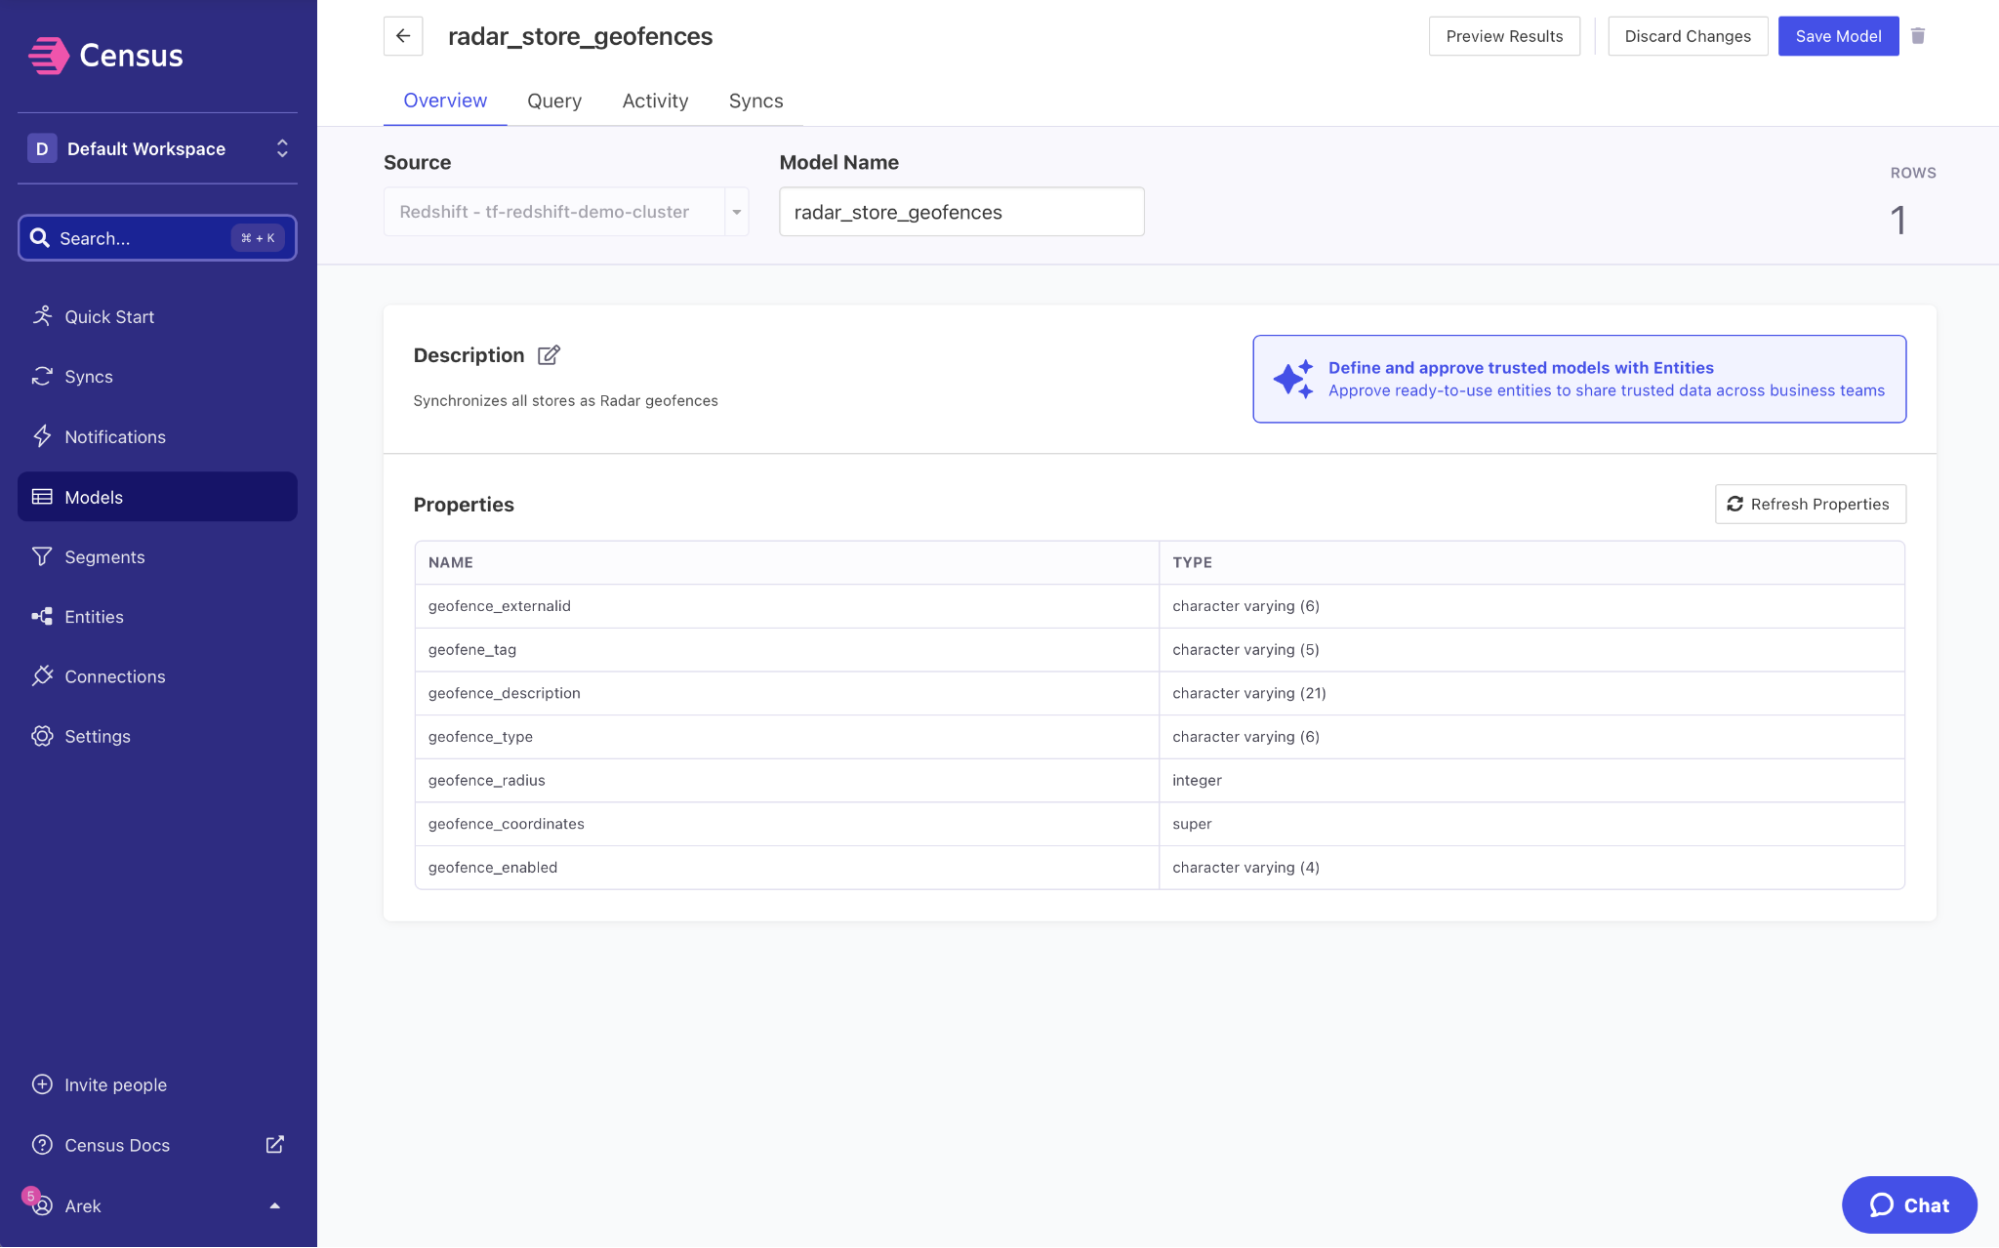 Census
D Default Workspace
Search...
⌘ + K
Quick Start
Syncs
Notifications
Models
Segments
Entities
Connections
Settings
Invite people
Census Docs
5
Arek
radar_store_geofences
Preview Results
Discard Changes
Save Model
Overview
Query
Activity
Syncs
Source
Redshift - tf-redshift-demo-cluster
Model Name
radar_store_geofences
ROWS
1
Description
Synchronizes all stores as Radar geofences
Define and approve trusted models with Entities
Approve ready-to-use entities to share trusted data across business teams
Properties
Refresh Properties
NAME TYPE
geofence_externalid character varying (6)
geofene_tag character varying (5)
geofence_description character varying (21)
geofence_type character varying (6)
geofence_radius integer
geofence_coordinates super
geofence_enabled character varying (4)
Chat